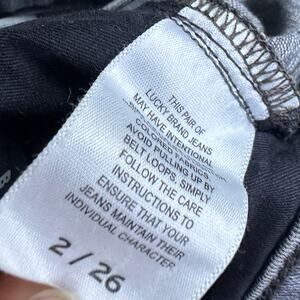 THIS PAIR OF
LUCKY BRAND JEANS
MAY HAVE INTENTIONAL
COLORED FABRICS
AVOID PULLING UP BY
BELT LOOPS, SIMPLY
FOLLOW THE CARE
INSTRUCTIONS TO
ENSURE THAT YOUR
JEANS MAINTAIN THEIR
INDIVIDUAL CHARACTER
2 / 26